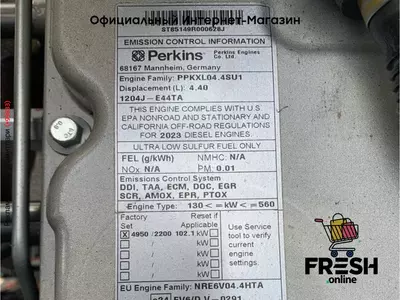 Официальный Интернет-Магазин
ST85149R000628J
EMISSION CONTROL INFORMATION
Perkins
Perkins Engines Co. Ltd
68167 Mannheim, Germany
Engine Family: PPKXL04.4SU1
Displacement (L): 4.40
1204J-E44TA
THIS ENGINE COMPLIES WITH U.S
EPA NONROAD AND STATIONARY AND
CALIFORNIA OFF-ROAD REGULATIONS
FOR 2023 DIESEL ENGINES.
ULTRA LOW SULFUR FUEL ONLY
FEL (g/kWh) NMHC: N/A
NOx: N/A PM: 0.01
Emissions Control System
DDI, TAA, ECM, DOC, EGR
SCR, AMOX, EPR, PTOX
Engine Type: 130 <=kW<= 560
Factory Set
Reset if Applicable
X 4950 / 2200 102.1 kW
kW
kW
kW
Use Service tool to verify current engine setting.
EU Engine Family: NRE6V04.4HTA
FRESH
.online